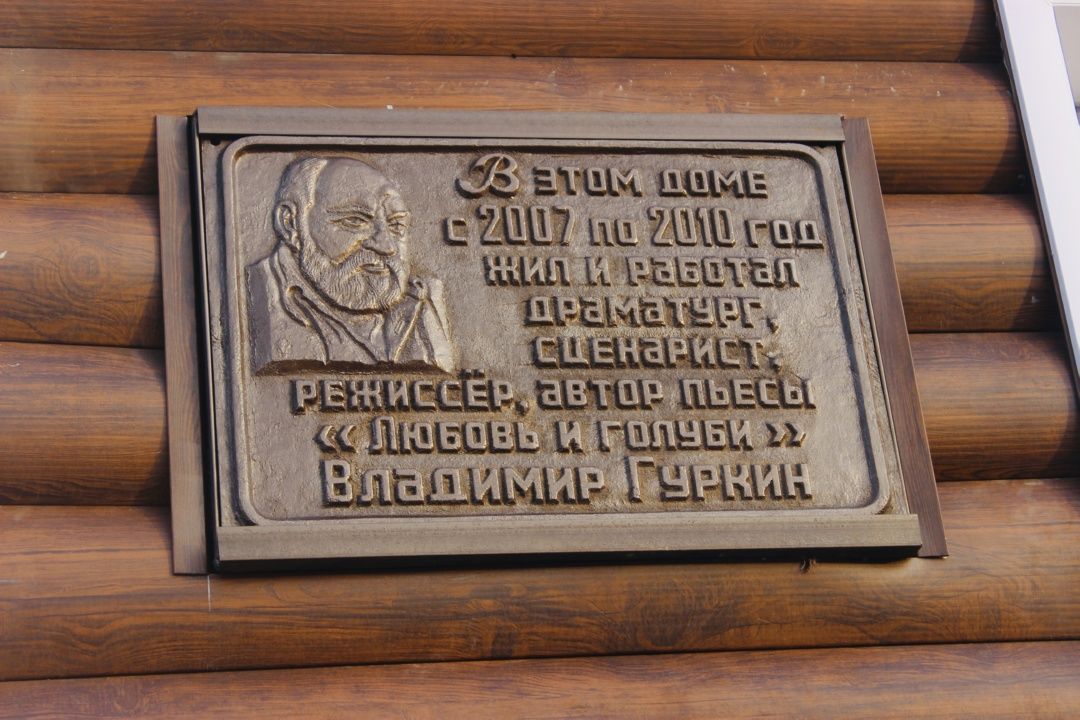 В этом доме
с 2007 по 2010 год
жил и работал
драматург,
сценарист,
режиссёр, автор пьесы
« Любовь и голуби »
Владимир Гуркин